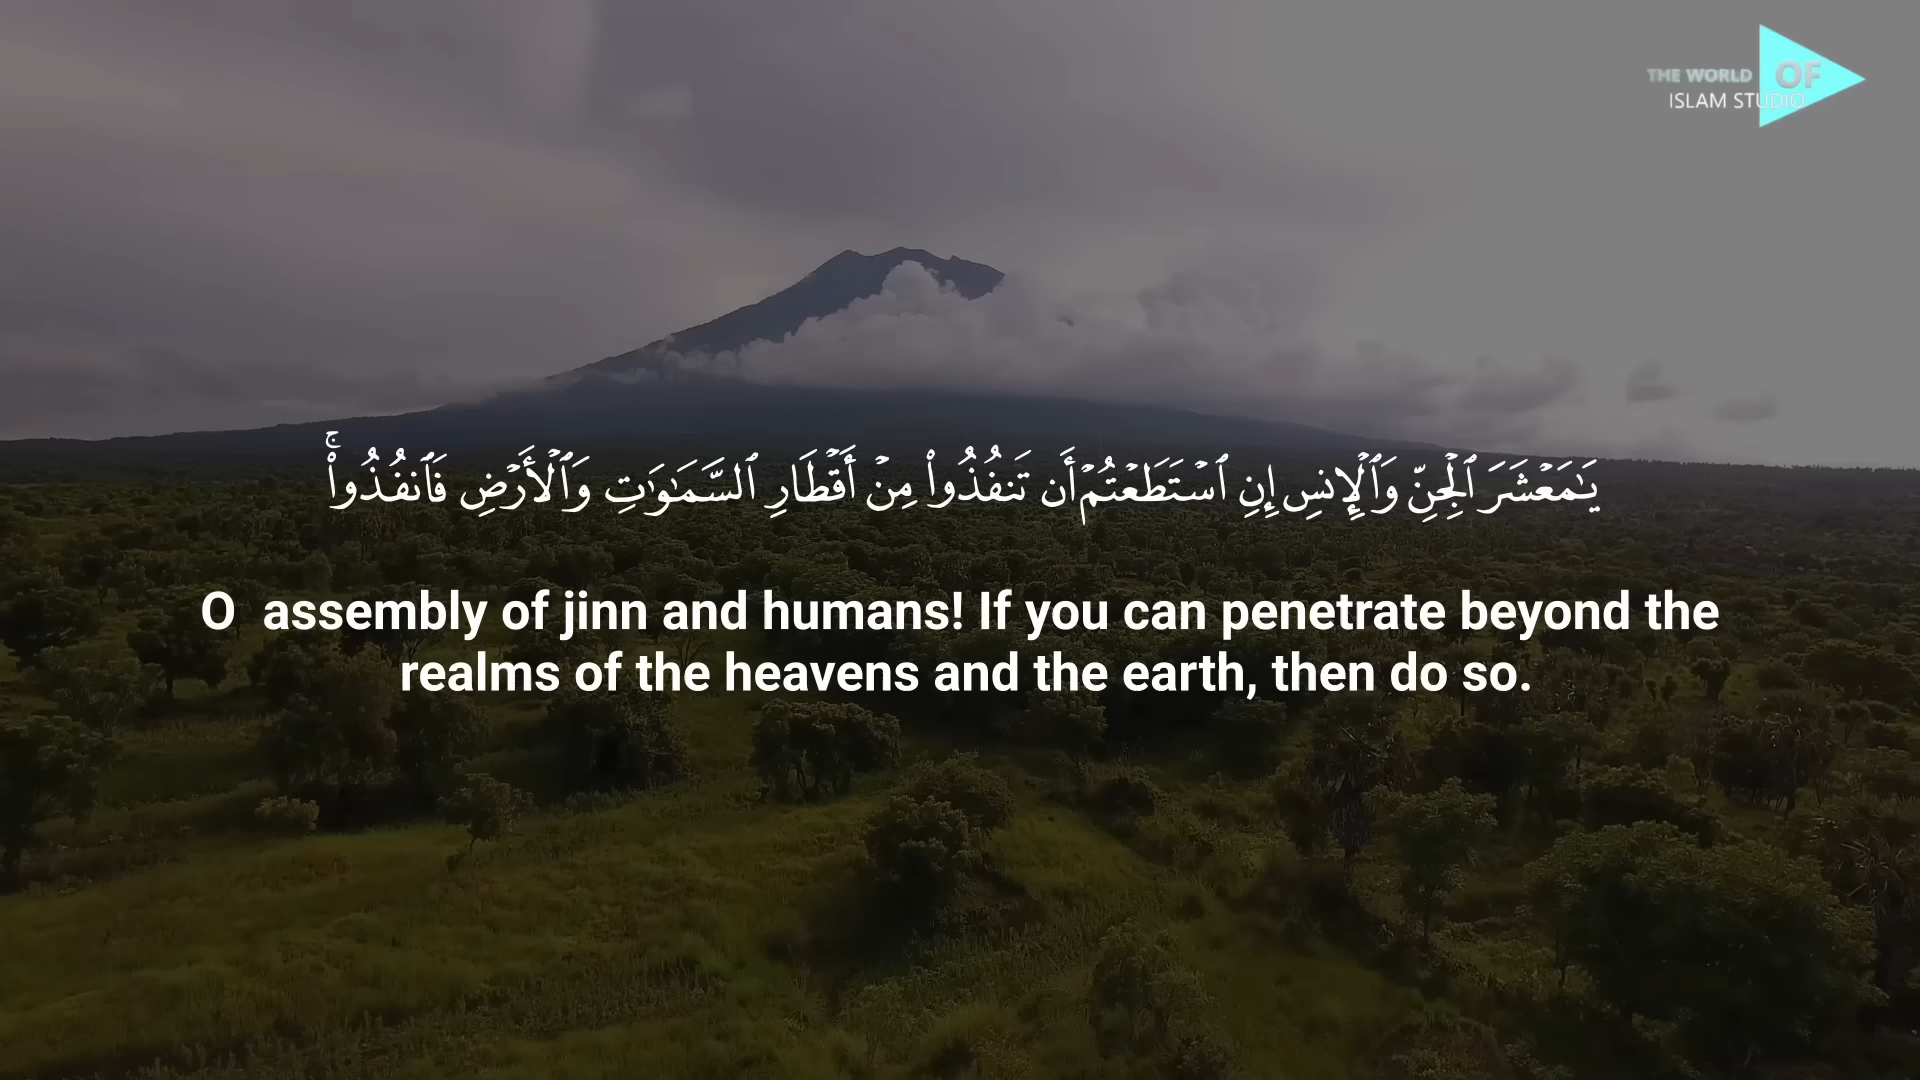 THE WORLD OF
ISLAM STUDIO
يَـٰمَعۡشَرَ ٱلۡجِنِّ وَٱلۡإِنسِ إِنِ ٱسۡتَطَعۡتُمۡ أَن تَنفُذُواْ مِنۡ أَقۡطَارِ ٱلسَّمَـٰوَٰتِ وَٱلۡأَرۡضِ فَٱنفُذُواْۚ
O assembly of jinn and humans! If you can penetrate beyond the
realms of the heavens and the earth, then do so.